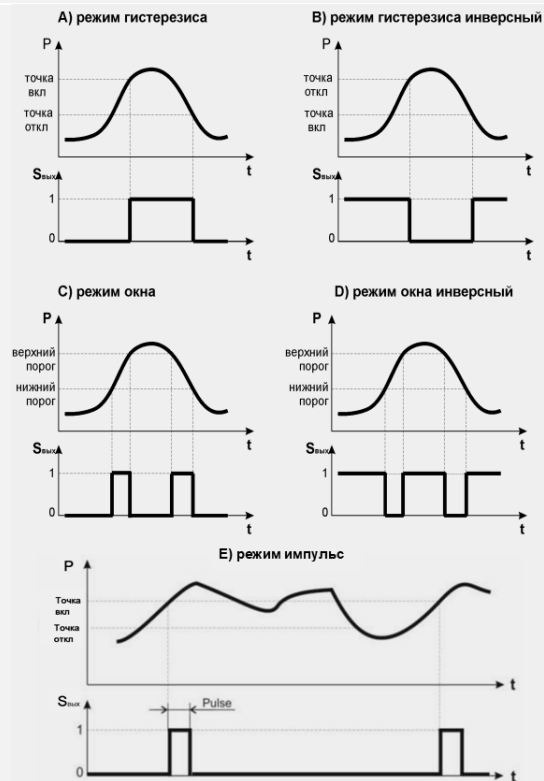 А) режим гистерезиса
P
точка
вкл
точка
откл
t
Sвых
1
0
t
В) режим гистерезиса инверсный
P
точка
откл
точка
вкл
t
Sвых
1
0
t
С) режим окна
P
верхний
порог
нижний
порог
t
Sвых
1
0
t
D) режим окна инверсный
P
верхний
порог
нижний
порог
t
Sвых
1
0
t
Е) режим импульс
P
Точка
вкл
Точка
откл
t
Sвых
Pulse
1
0
t